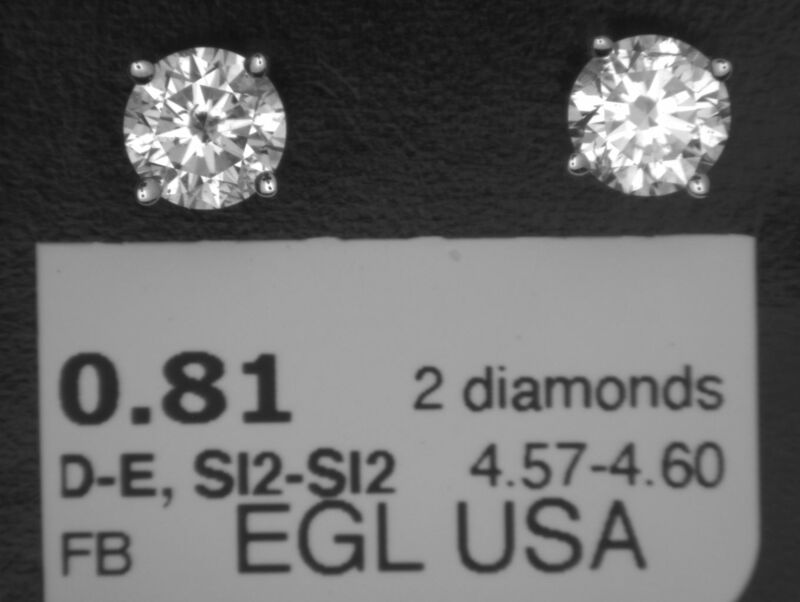 0.81 2 diamonds
D-E, SI2-SI2 4.57-4.60
FB EGL USA